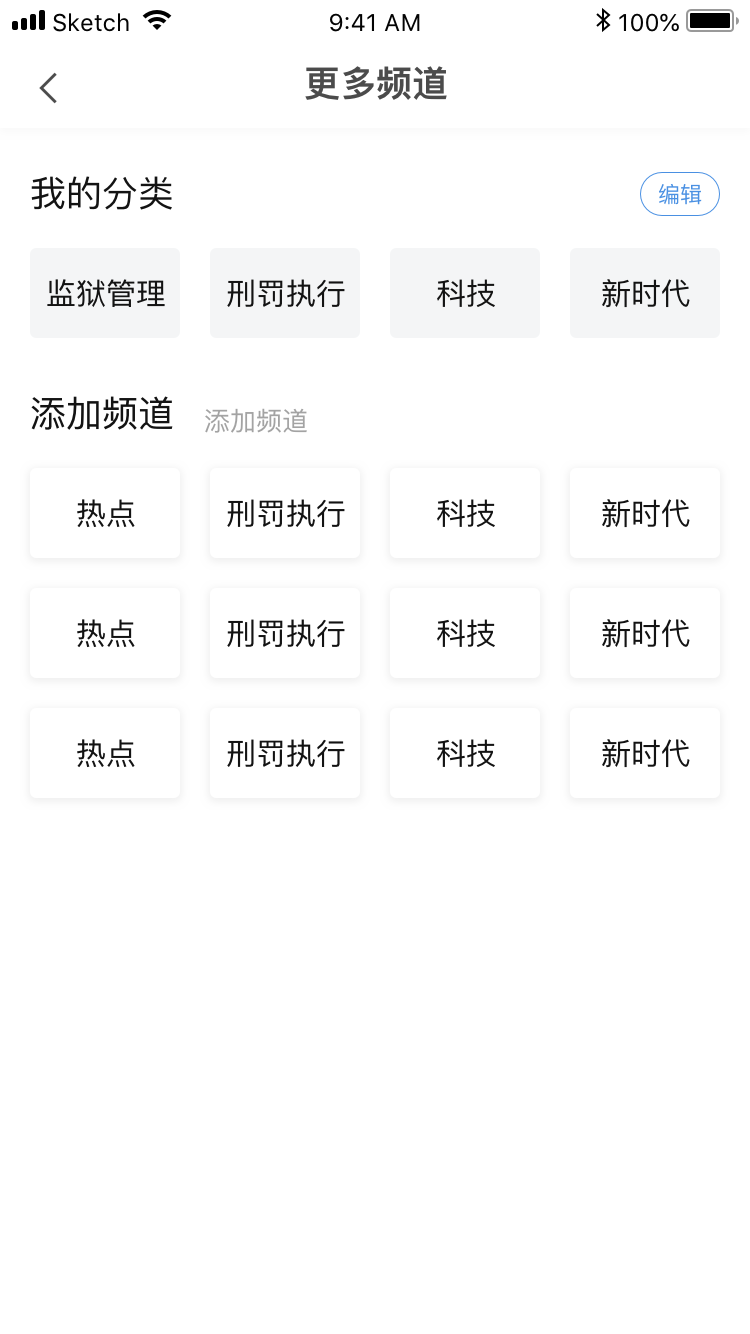 Sketch 9:41 AM 100%
更多频道
我的分类 编辑
监狱管理 刑罚执行 科技 新时代
添加频道 添加频道
热点 刑罚执行 科技 新时代
热点 刑罚执行 科技 新时代
热点 刑罚执行 科技 新时代